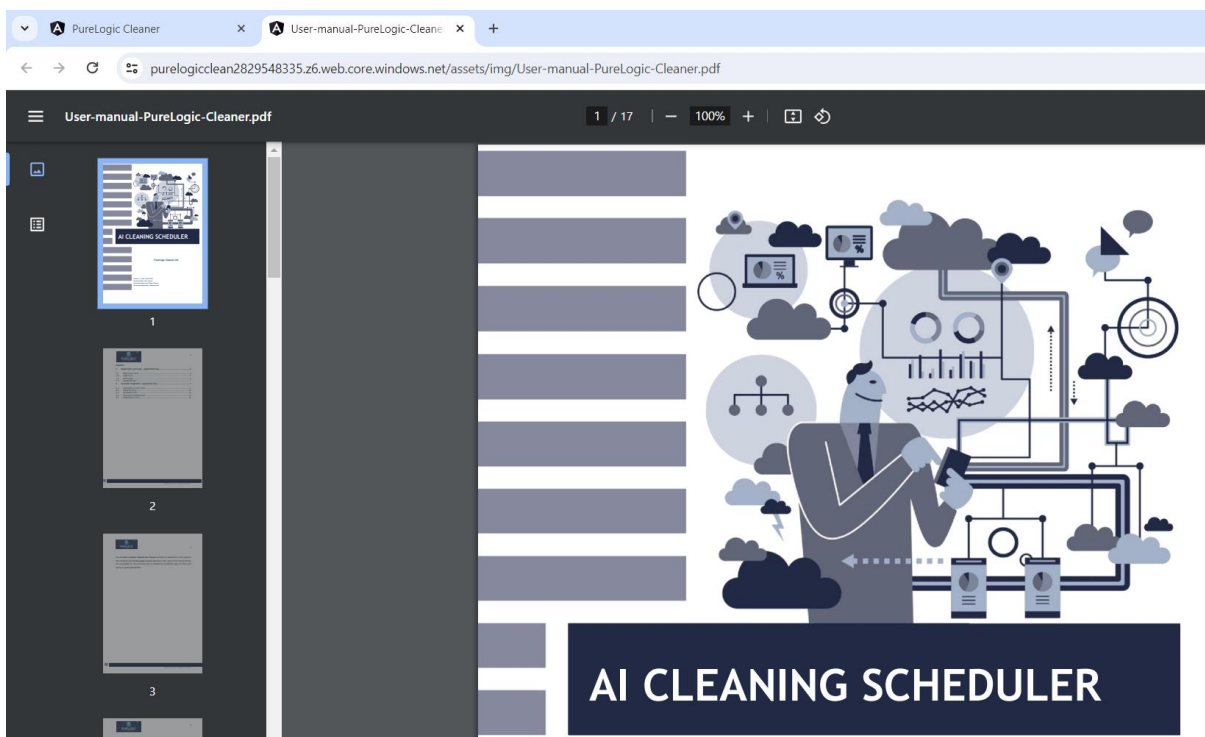 PureLogic Cleaner
User-manual-PureLogic-Cleane
purelogicclean2829548335.z6.web.core.windows.net/assets/img/User-manual-PureLogic-Cleaner.pdf
User-manual-PureLogic-Cleaner.pdf
1 / 17
100%
AI CLEANING SCHEDULER
1
2
3
%
%
AI CLEANING SCHEDULER